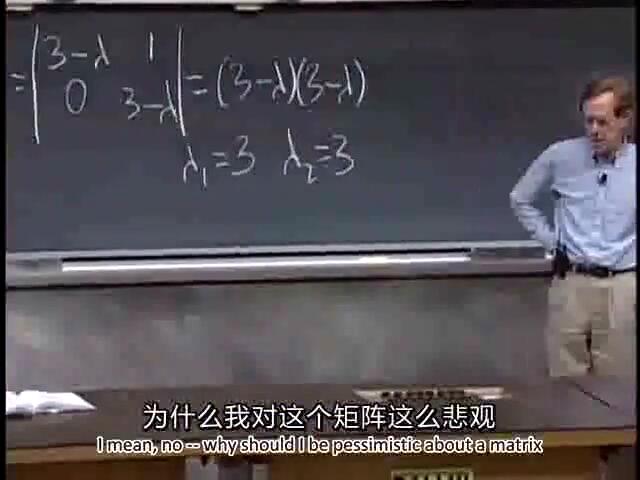 = | 3-λ 1 | = (3-λ)(3-λ)
0 3-λ
λ₁=3 λ₂=3
为什么我对这个矩阵这么悲观
I mean, no -- why should I be pessimistic about a matrix